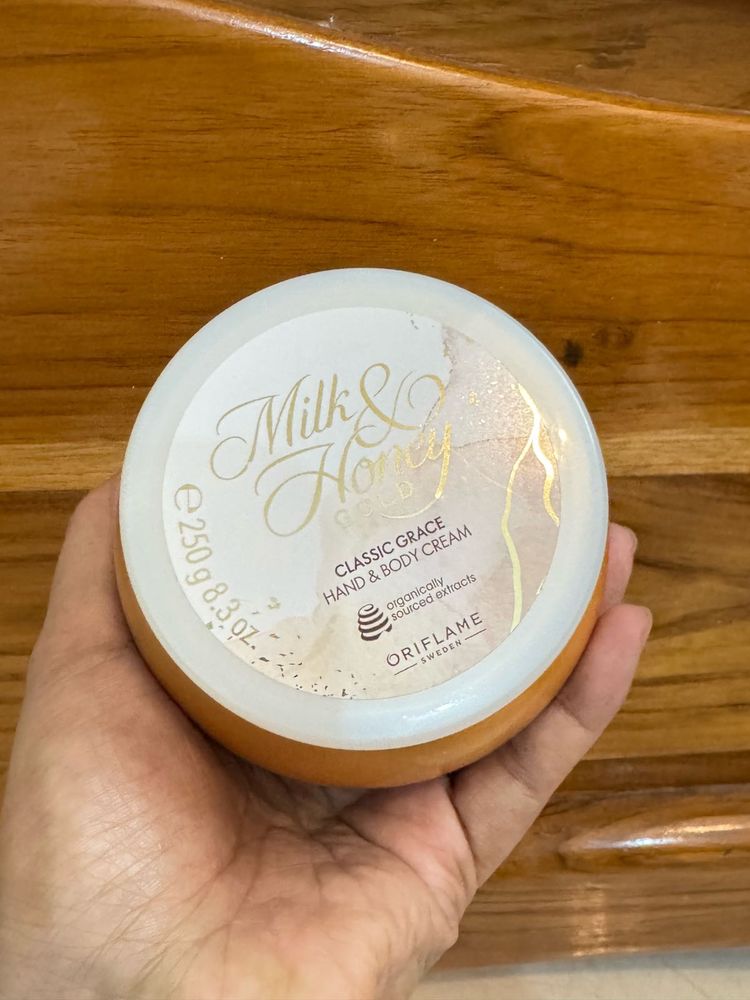 Milk &
Honey
GOLD
CLASSIC GRACE
HAND & BODY CREAM
organically
sourced extracts
ORIFLAME
SWEDEN
℮ 250 g 8.3 OZ.